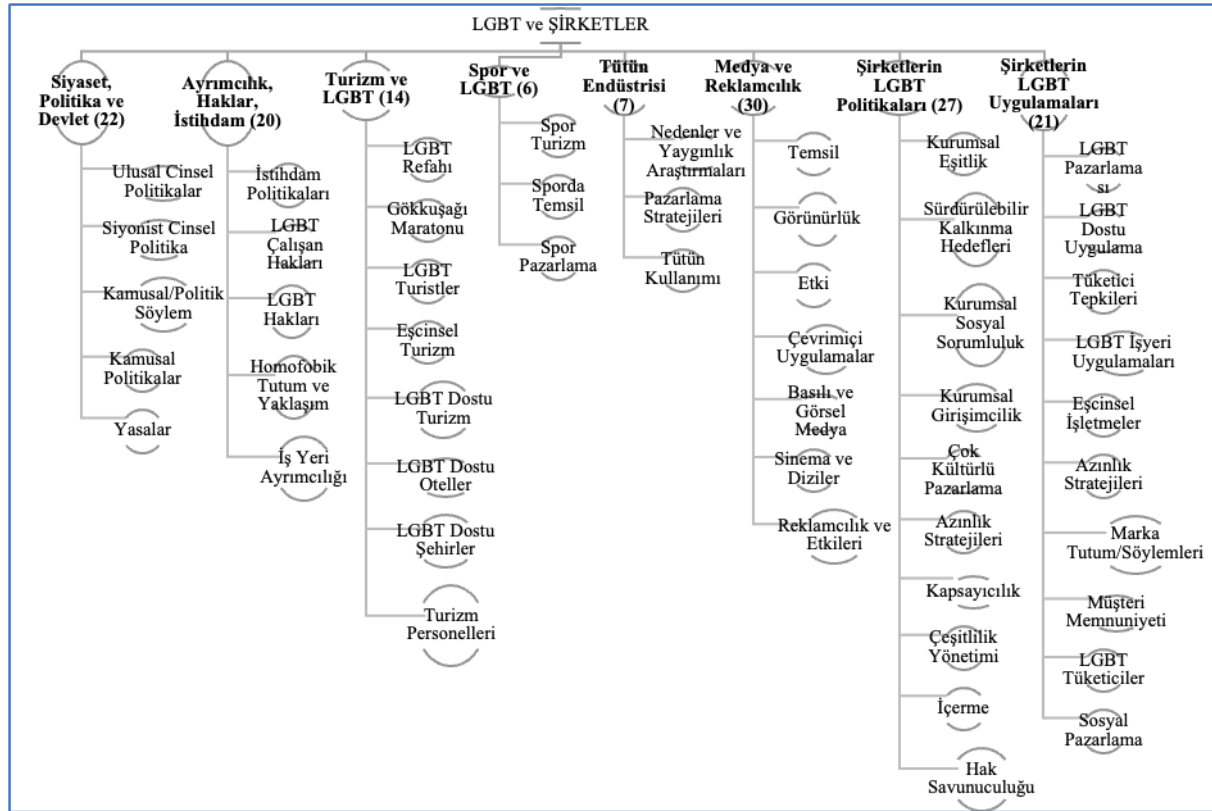 LGBT ve ŞİRKETLER
Siyaset,
Politika ve
Devlet (22)
Ulusal Cinsel
Politikalar
Siyonist Cinsel
Politika
Kamusal/Politik
Söylem
Kamusal
Politikalar
Yasalar
Ayrımcılık,
Haklar,
İstihdam (20)
İstihdam
Politikaları
LGBT
Çalışan
Hakları
LGBT
Hakları
Homofobik
Tutum ve
Yaklaşım
İş Yeri
Ayrımcılığı
Turizm ve
LGBT (14)
LGBT
Refahı
Gökkuşağı
Maratonu
LGBT
Turistler
Eşcinsel
Turizm
LGBT Dostu
Turizm
LGBT Dostu
Oteller
LGBT Dostu
Şehirler
Turizm
Personelleri
Spor ve
LGBT (6)
Spor
Turizm
Sporda
Temsil
Spor
Pazarlama
Tütün
Endüstrisi
(7)
Nedenler ve
Yaygınlık
Araştırmaları
Pazarlama
Stratejileri
Tütün
Kullanımı
Medya ve
Reklamcılık
(30)
Temsil
Görünürlük
Etki
Çevrimiçi
Uygulamalar
Basılı ve
Görsel
Medya
Sinema ve
Diziler
Reklamcılık ve
Etkileri
Şirketlerin
LGBT
Politikaları (27)
Kurumsal
Eşitlik
Sürdürülebilir
Kalkınma
Hedefleri
Kurumsal
Sosyal
Sorumluluk
Kurumsal
Girişimcilik
Çok
Kültürlü
Pazarlama
Azınlık
Stratejileri
Kapsayıcılık
Çeşitlilik
Yönetimi
İçerme
Hak
Savunuculuğu
Şirketlerin
LGBT
Uygulamaları
(21)
LGBT
Pazarlama
sı
LGBT
Dostu
Uygulama
Tüketici
Tepkileri
LGBT İşyeri
Uygulamaları
Eşcinsel
İşletmeler
Azınlık
Stratejileri
Marka
Tutum/Söylemleri
Müşteri
Memnuniyeti
LGBT
Tüketiciler
Sosyal
Pazarlama